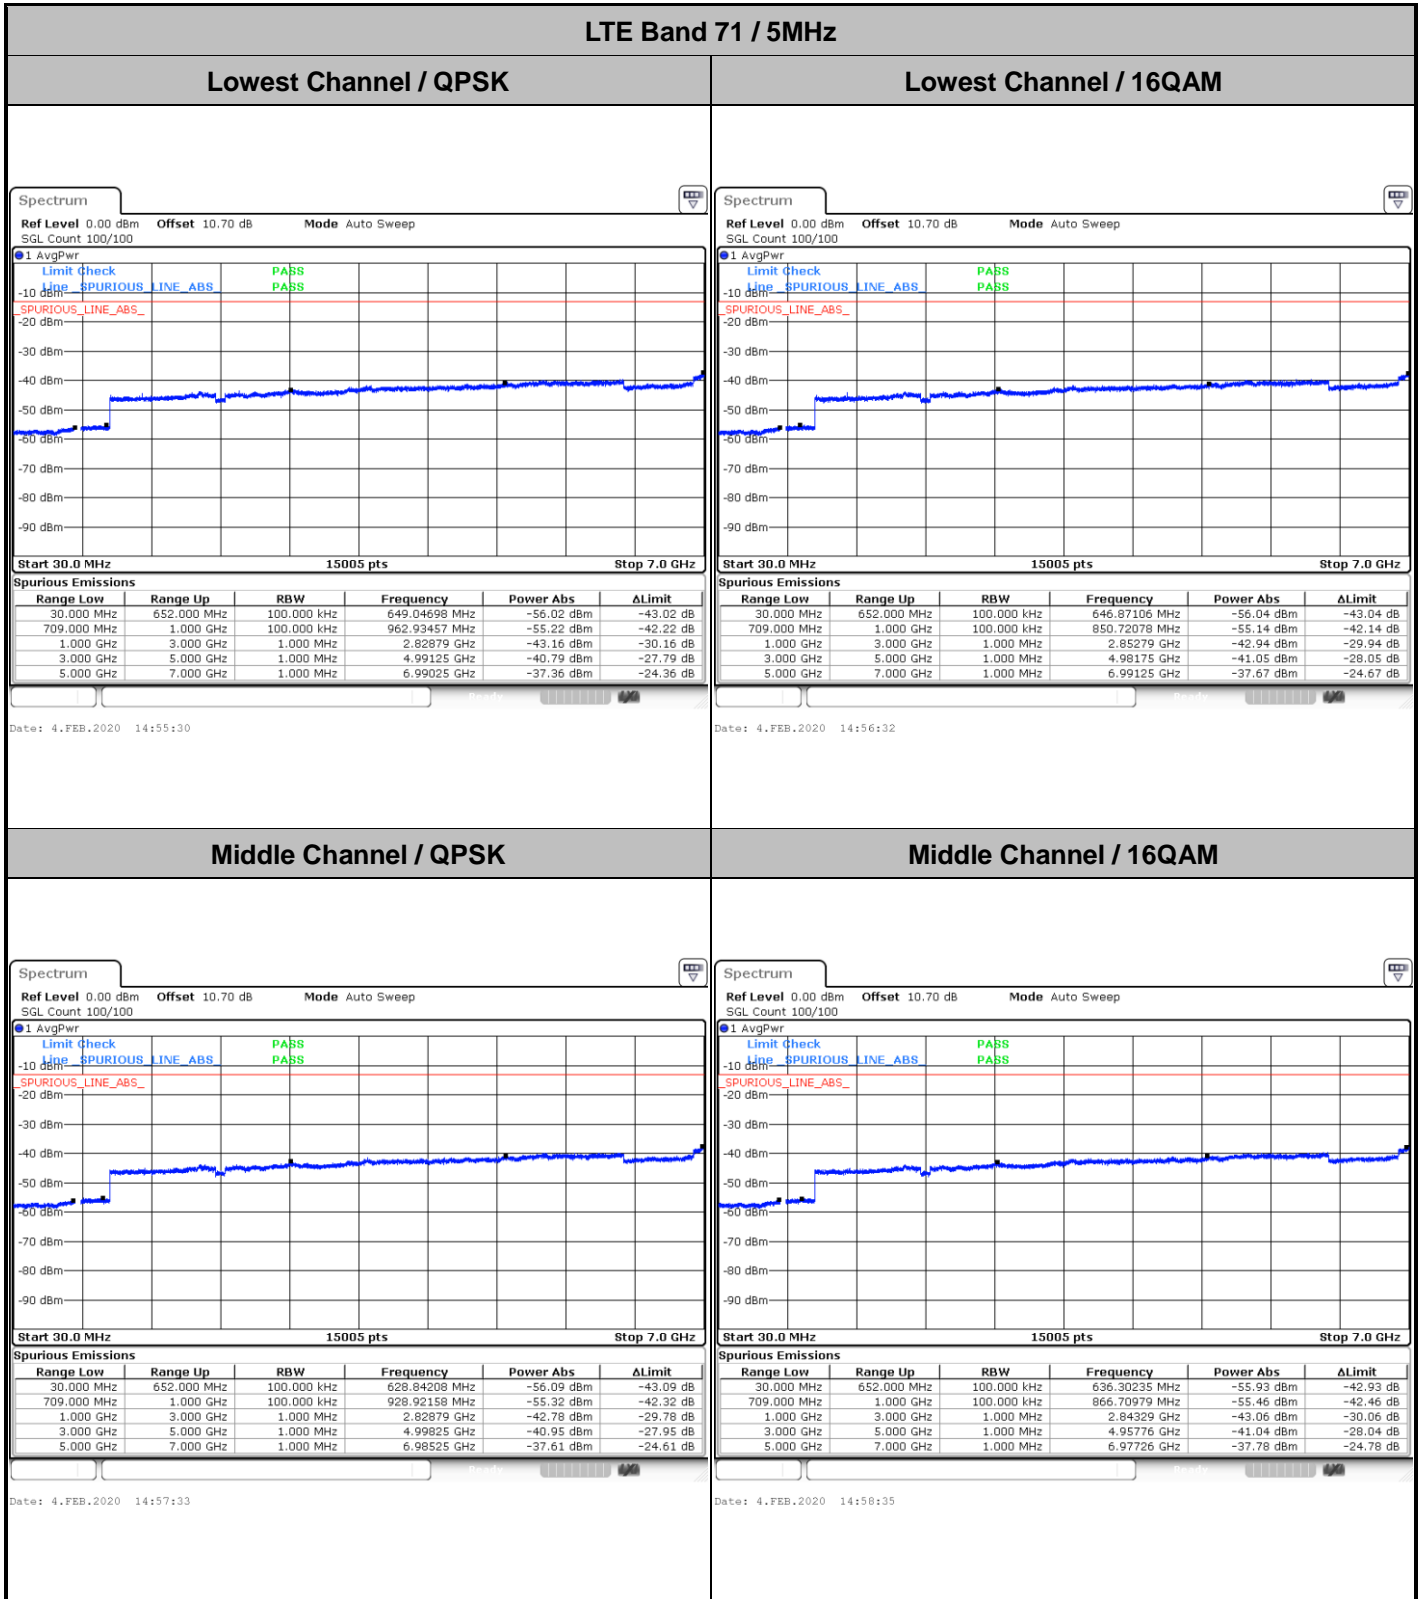 LTE Band 71 / 5MHz
Lowest Channel / QPSK
Lowest Channel / 16QAM
Spectrum
Ref Level 0.00 dBm Offset 10.70 dB Mode Auto Sweep
SGL Count 100/100
1 AvgPwr
Limit Check PASS
Line _SPURIOUS_LINE_ABS_ PASS
-10 dBm
_SPURIOUS_LINE_ABS_
-20 dBm
-30 dBm
-40 dBm
-50 dBm
-60 dBm
-70 dBm
-80 dBm
-90 dBm
Start 30.0 MHz 15005 pts Stop 7.0 GHz
Spurious Emissions
Range Low Range Up RBW Frequency Power Abs ΔLimit
30.000 MHz 652.000 MHz 100.000 kHz 649.04698 MHz -56.02 dBm -43.02 dB
709.000 MHz 1.000 GHz 100.000 kHz 962.93457 MHz -55.22 dBm -42.22 dB
1.000 GHz 3.000 GHz 1.000 MHz 2.82879 GHz -43.16 dBm -30.16 dB
3.000 GHz 5.000 GHz 1.000 MHz 4.99125 GHz -40.79 dBm -27.79 dB
5.000 GHz 7.000 GHz 1.000 MHz 6.99025 GHz -37.36 dBm -24.36 dB
Ready
Date: 4.FEB.2020 14:55:30
Spectrum
Ref Level 0.00 dBm Offset 10.70 dB Mode Auto Sweep
SGL Count 100/100
1 AvgPwr
Limit Check PASS
Line _SPURIOUS_LINE_ABS_ PASS
-10 dBm
_SPURIOUS_LINE_ABS_
-20 dBm
-30 dBm
-40 dBm
-50 dBm
-60 dBm
-70 dBm
-80 dBm
-90 dBm
Start 30.0 MHz 15005 pts Stop 7.0 GHz
Spurious Emissions
Range Low Range Up RBW Frequency Power Abs ΔLimit
30.000 MHz 652.000 MHz 100.000 kHz 646.87106 MHz -56.04 dBm -43.04 dB
709.000 MHz 1.000 GHz 100.000 kHz 850.72078 MHz -55.14 dBm -42.14 dB
1.000 GHz 3.000 GHz 1.000 MHz 2.85279 GHz -42.94 dBm -29.94 dB
3.000 GHz 5.000 GHz 1.000 MHz 4.98175 GHz -41.05 dBm -28.05 dB
5.000 GHz 7.000 GHz 1.000 MHz 6.99125 GHz -37.67 dBm -24.67 dB
Ready
Date: 4.FEB.2020 14:56:32
Middle Channel / QPSK
Middle Channel / 16QAM
Spectrum
Ref Level 0.00 dBm Offset 10.70 dB Mode Auto Sweep
SGL Count 100/100
1 AvgPwr
Limit Check PASS
Line _SPURIOUS_LINE_ABS_ PASS
-10 dBm
_SPURIOUS_LINE_ABS_
-20 dBm
-30 dBm
-40 dBm
-50 dBm
-60 dBm
-70 dBm
-80 dBm
-90 dBm
Start 30.0 MHz 15005 pts Stop 7.0 GHz
Spurious Emissions
Range Low Range Up RBW Frequency Power Abs ΔLimit
30.000 MHz 652.000 MHz 100.000 kHz 628.84208 MHz -56.09 dBm -43.09 dB
709.000 MHz 1.000 GHz 100.000 kHz 928.92158 MHz -55.32 dBm -42.32 dB
1.000 GHz 3.000 GHz 1.000 MHz 2.82879 GHz -42.78 dBm -29.78 dB
3.000 GHz 5.000 GHz 1.000 MHz 4.99825 GHz -40.95 dBm -27.95 dB
5.000 GHz 7.000 GHz 1.000 MHz 6.98525 GHz -37.61 dBm -24.61 dB
Ready
Date: 4.FEB.2020 14:57:33
Spectrum
Ref Level 0.00 dBm Offset 10.70 dB Mode Auto Sweep
SGL Count 100/100
1 AvgPwr
Limit Check PASS
Line _SPURIOUS_LINE_ABS_ PASS
-10 dBm
_SPURIOUS_LINE_ABS_
-20 dBm
-30 dBm
-40 dBm
-50 dBm
-60 dBm
-70 dBm
-80 dBm
-90 dBm
Start 30.0 MHz 15005 pts Stop 7.0 GHz
Spurious Emissions
Range Low Range Up RBW Frequency Power Abs ΔLimit
30.000 MHz 652.000 MHz 100.000 kHz 636.30235 MHz -55.93 dBm -42.93 dB
709.000 MHz 1.000 GHz 100.000 kHz 866.70979 MHz -55.46 dBm -42.46 dB
1.000 GHz 3.000 GHz 1.000 MHz 2.84329 GHz -43.06 dBm -30.06 dB
3.000 GHz 5.000 GHz 1.000 MHz 4.95776 GHz -41.04 dBm -28.04 dB
5.000 GHz 7.000 GHz 1.000 MHz 6.97726 GHz -37.78 dBm -24.78 dB
Ready
Date: 4.FEB.2020 14:58:35